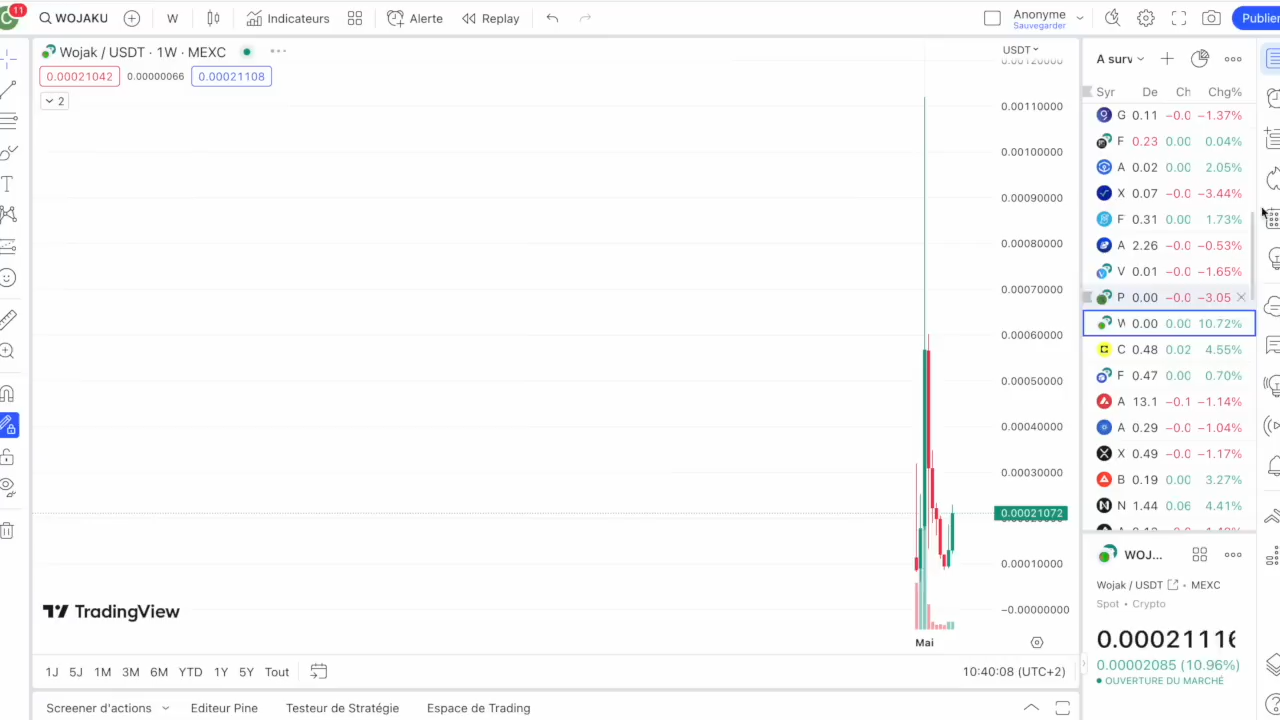 11
WOJAKU
W
Indicateurs
Alerte
Replay
Anonyme
Sauvegarder
Publier
Wojak / USDT · 1W · MEXC
0.00021042 0.00000066 0.00021108
2
USDT
0.00120000
0.00110000
0.00100000
0.00090000
0.00080000
0.00070000
0.00060000
0.00050000
0.00040000
0.00030000
0.00021072
0.00010000
−0.00000000
Mai
TradingView
1J 5J 1M 3M 6M YTD 1Y 5Y Tout
10:40:08 (UTC+2)
Screener d'actions Editeur Pine Testeur de Stratégie Espace de Trading
A surv
Syr De Ch Chg%
G 0.11 −0.0 −1.37%
F 0.23 0.00 0.04%
A 0.02 0.00 2.05%
X 0.07 −0.0 −3.44%
F 0.31 0.00 1.73%
A 2.26 −0.0 −0.53%
V 0.01 −0.0 −1.65%
P 0.00 −0.0 −3.05
W 0.00 0.00 10.72%
C 0.48 0.02 4.55%
F 0.47 0.00 0.70%
A 13.1 −0.1 −1.14%
A 0.29 −0.0 −1.04%
X 0.49 −0.0 −1.17%
B 0.19 0.00 3.27%
N 1.44 0.06 4.41%
WOJ...
Wojak / USDT • MEXC
Spot • Crypto
0.00021116
0.00002085 (10.96%)
OUVERTURE DU MARCHÉ